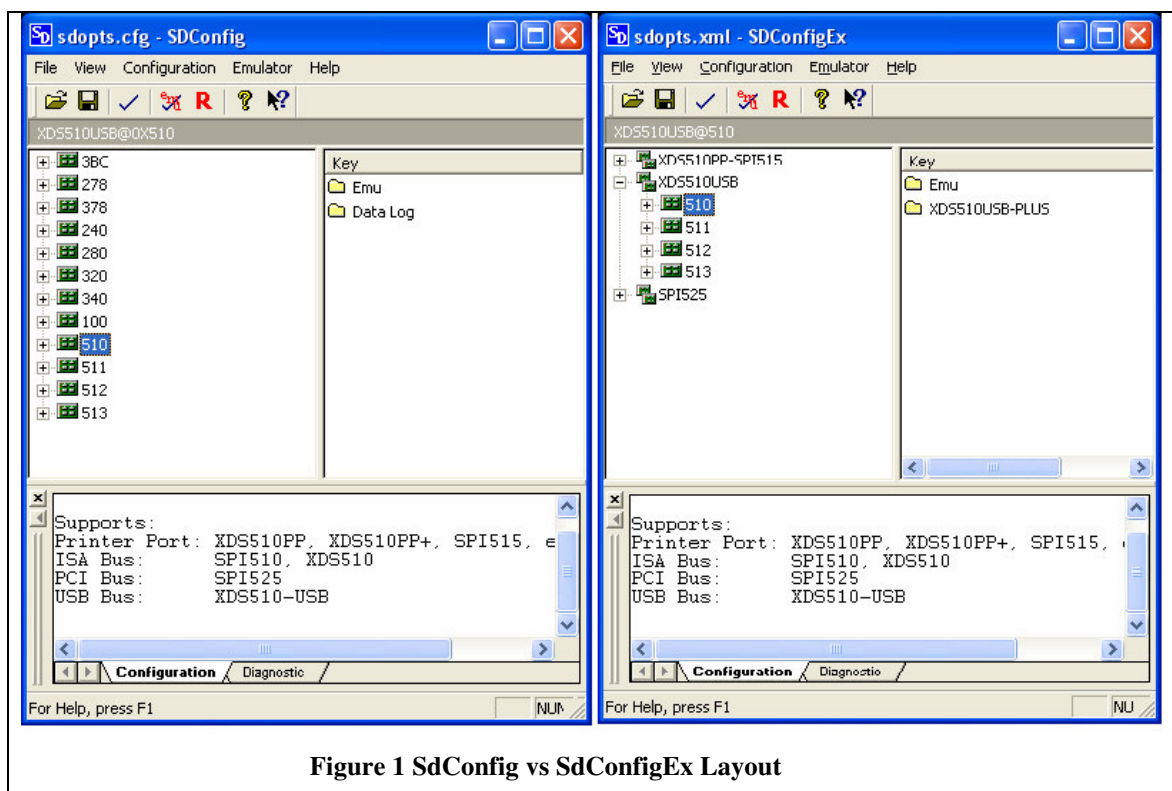 sdopts.cfg - SDConfig
File View Configuration Emulator Help
R
XDS510USB@0X510
3BC
278
378
240
280
320
340
100
510
511
512
513
Key
Emu
Data Log
Supports:
Printer Port: XDS510PP, XDS510PP+, SPI515, e
ISA Bus: SPI510, XDS510
PCI Bus: SPI525
USB Bus: XDS510-USB
Configuration Diagnostic
For Help, press F1
NUM
sdopts.xml - SDConfigEx
File View Configuration Emulator Help
R
XDS510USB@510
XDS510PP-SPI515
XDS510USB
510
511
512
513
SPI525
Key
Emu
XDS510USB-PLUS
Supports:
Printer Port: XDS510PP, XDS510PP+, SPI515,
ISA Bus: SPI510, XDS510
PCI Bus: SPI525
USB Bus: XDS510-USB
Configuration Diagnostic
For Help, press F1
NU
Figure 1 SdConfig vs SdConfigEx Layout